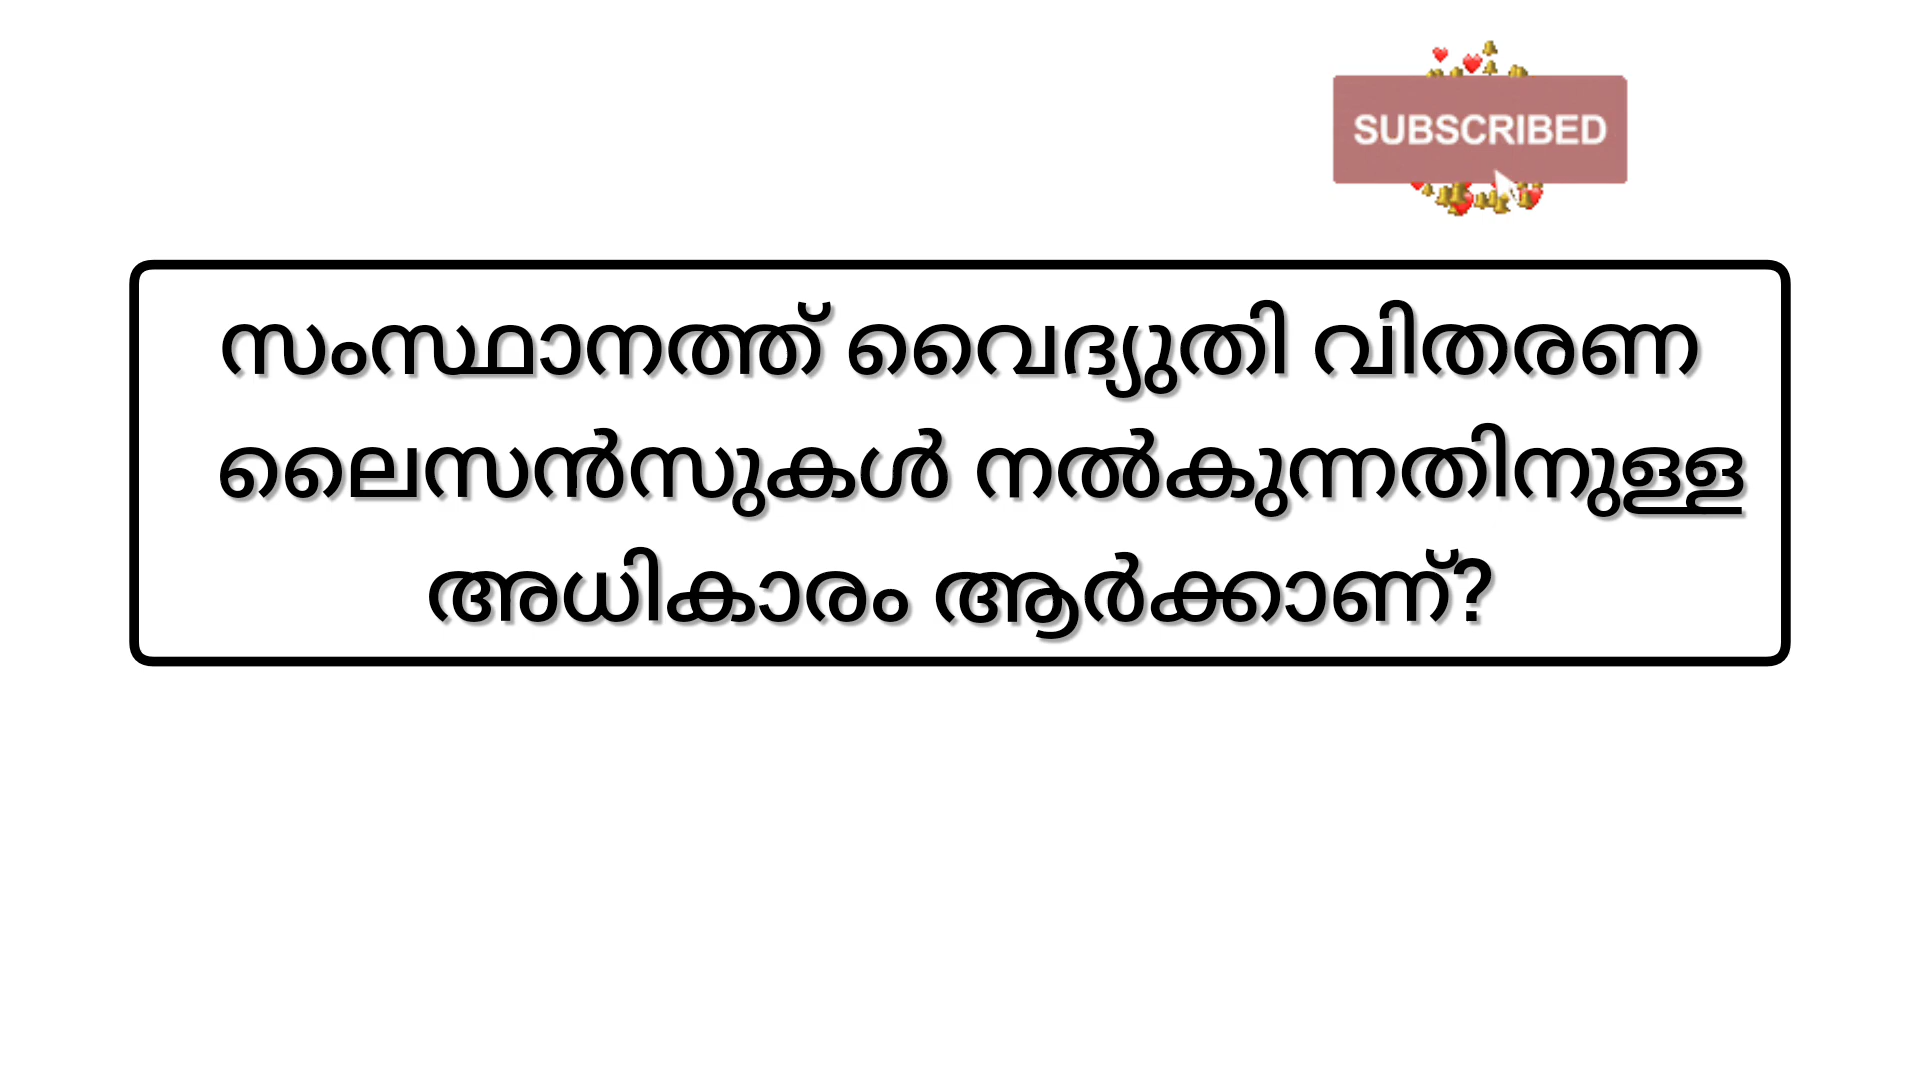 SUBSCRIBED
സംസ്ഥാനത്ത് വൈദ്യുതി വിതരണ
ലൈസൻസുകൾ നൽകുന്നതിനുള്ള
അധികാരം ആർക്കാണ്?